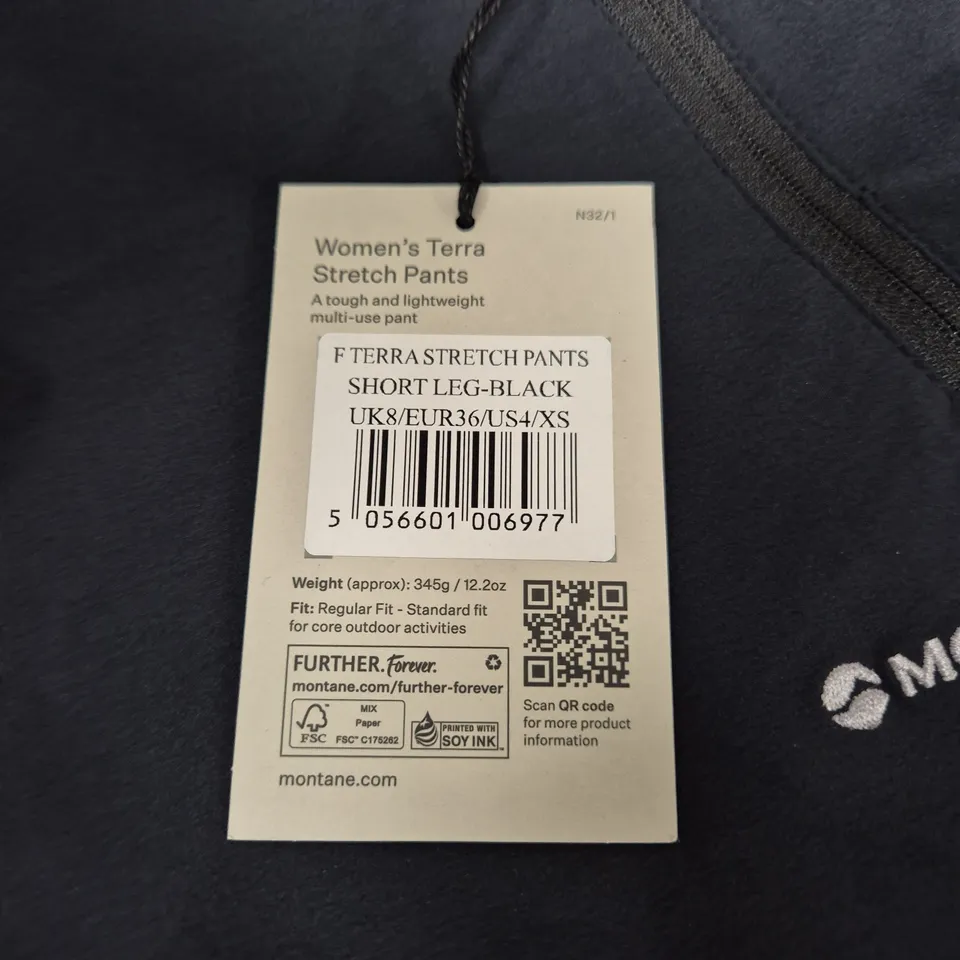 N32/1
Women's Terra
Stretch Pants
A tough and lightweight
multi-use pant
F TERRA STRETCH PANTS
SHORT LEG-BLACK
UK8/EUR36/US4/XS
5 056601 006977
Weight (approx): 345g / 12.2oz
Fit: Regular Fit - Standard fit
for core outdoor activities
FURTHER. Forever.
montane.com/further-forever
FSC
MIX
Paper
FSC™ C175262
PRINTED WITH
SOY INK™
Scan QR code
for more product
information
montane.com
MO